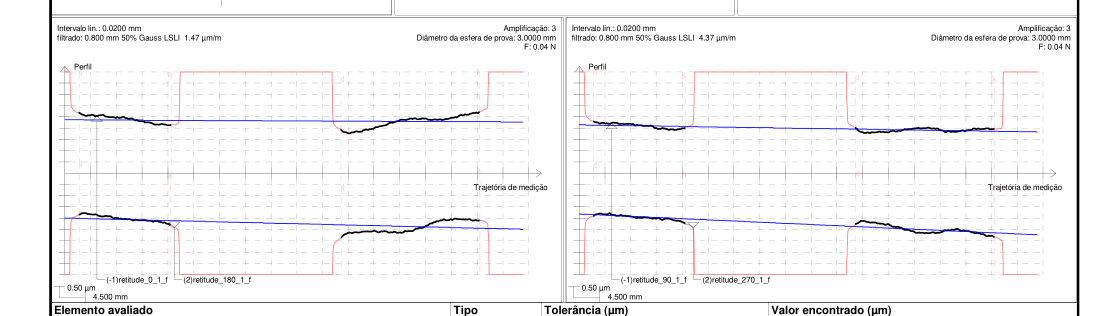 Intervalo lin.: 0.0200 mm
filtrado: 0.800 mm 50% Gauss LSLI  1.47 µm/m
Amplificação: 3
Diâmetro da esfera de prova: 3.0000 mm
F: 0.04 N
Perfil
Trajetória de medição
(-1)retitude_0_1_f
(2)retitude_180_1_f
0.50 µm
4.500 mm
Intervalo lin.: 0.0200 mm
filtrado: 0.800 mm 50% Gauss LSLI  4.37 µm/m
Amplificação: 3
Diâmetro da esfera de prova: 3.0000 mm
F: 0.04 N
Perfil
Trajetória de medição
(-1)retitude_90_1_f
(2)retitude_270_1_f
0.50 µm
4.500 mm
Elemento avaliado Tipo Tolerância (µm) Valor encontrado (µm)